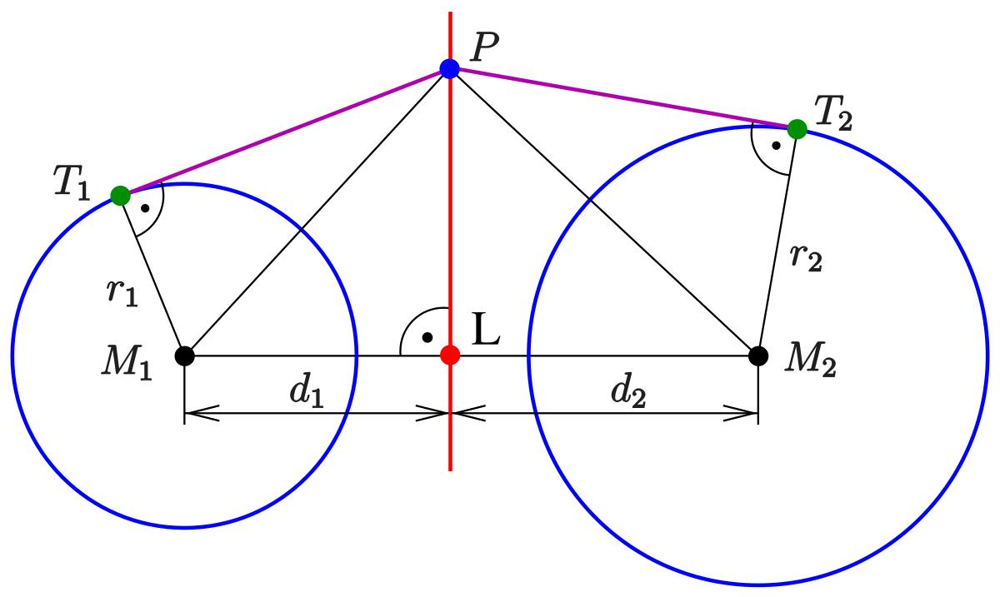 P
T₂
T₁
r₂
r₁
L
M₁
M₂
d₁
d₂